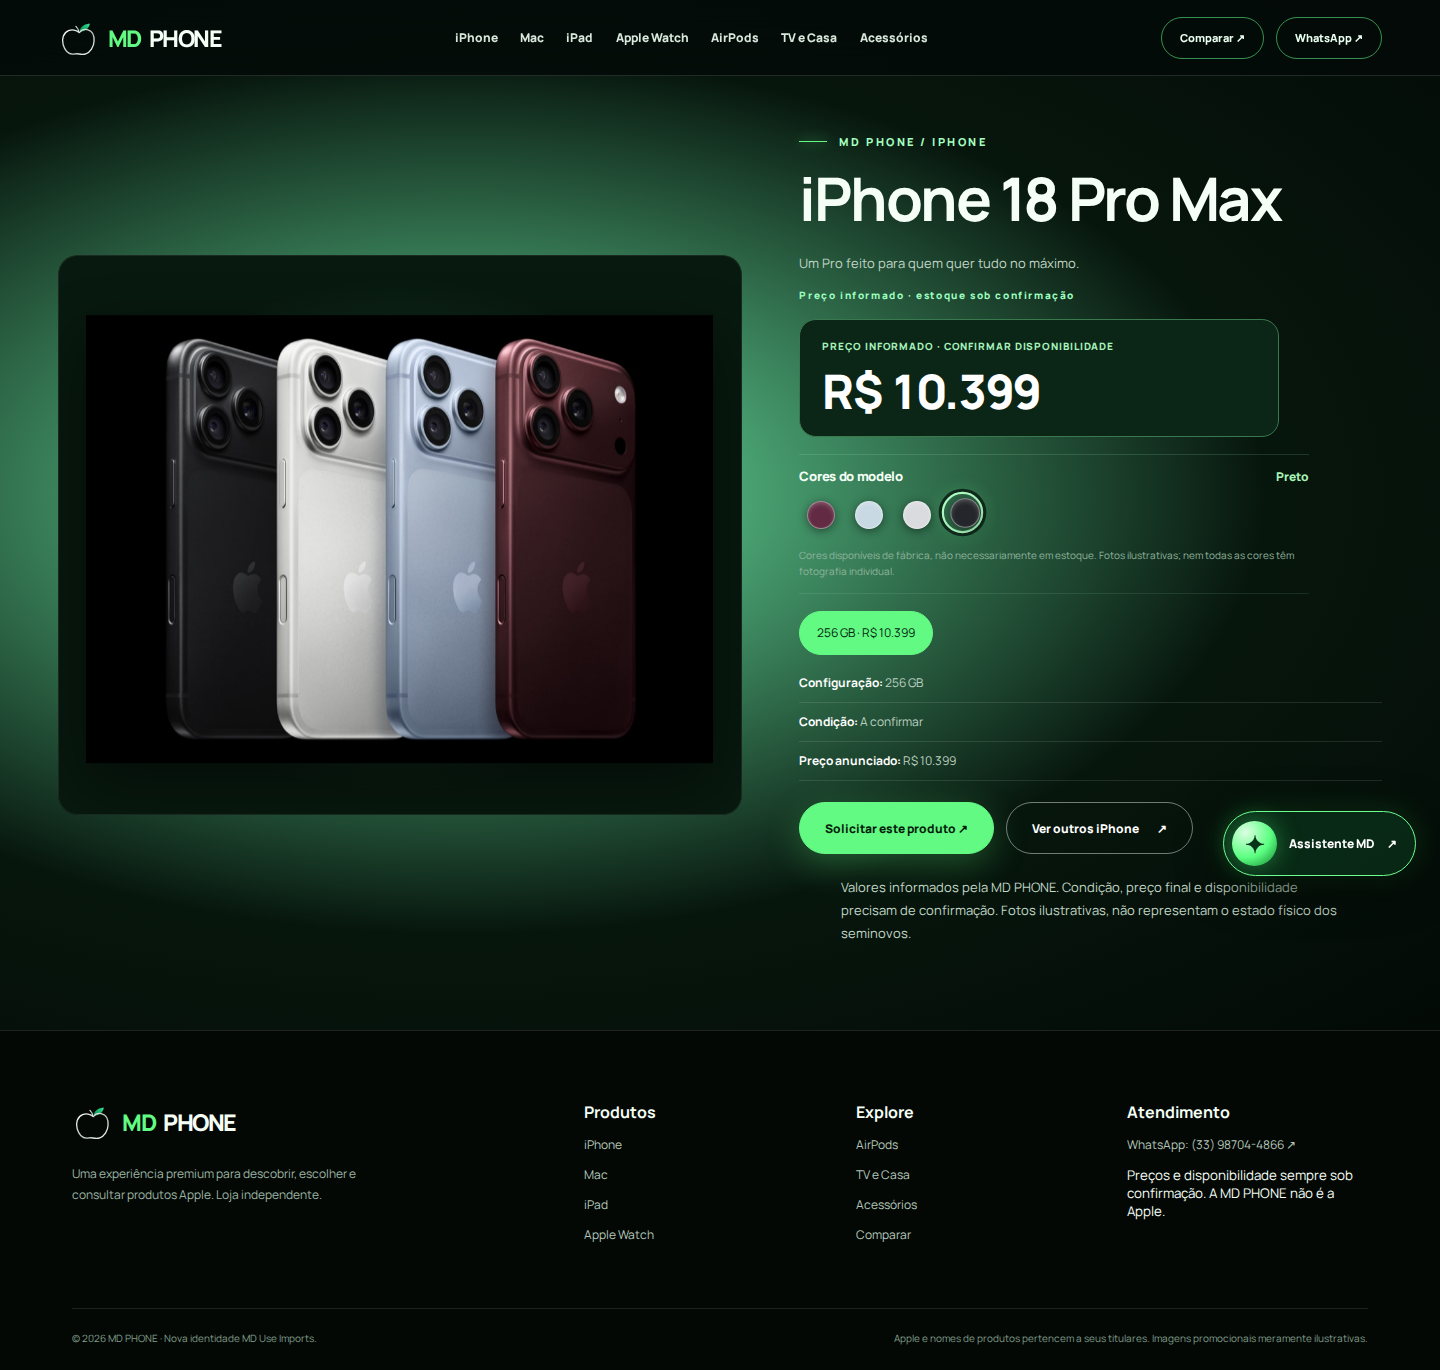 MD PHONE
iPhone
Mac
iPad
Apple Watch
AirPods
TV e Casa
Acessórios
Comparar ↗
WhatsApp ↗
MD PHONE / IPHONE
iPhone 18 Pro Max
Um Pro feito para quem quer tudo no máximo.
Preço informado · estoque sob confirmação
PREÇO INFORMADO · CONFIRMAR DISPONIBILIDADE
R$ 10.399
Cores do modelo
Preto
Cores disponíveis de fábrica, não necessariamente em estoque. Fotos ilustrativas; nem todas as cores têm
fotografia individual.
256 GB · R$ 10.399
Configuração: 256 GB
Condição: A confirmar
Preço anunciado: R$ 10.399
Solicitar este produto ↗
Ver outros iPhone ↗
Assistente MD ↗
Valores informados pela MD PHONE. Condição, preço final e disponibilidade
precisam de confirmação. Fotos ilustrativas, não representam o estado físico dos
seminovos.
MD PHONE
Uma experiência premium para descobrir, escolher e
consultar produtos Apple. Loja independente.
Produtos
iPhone
Mac
iPad
Apple Watch
Explore
AirPods
TV e Casa
Acessórios
Comparar
Atendimento
WhatsApp: (33) 98704-4866 ↗
Preços e disponibilidade sempre sob
confirmação. A MD PHONE não é a
Apple.
© 2026 MD PHONE · Nova identidade MD Use Imports.
Apple e nomes de produtos pertencem a seus titulares. Imagens promocionais meramente ilustrativas.